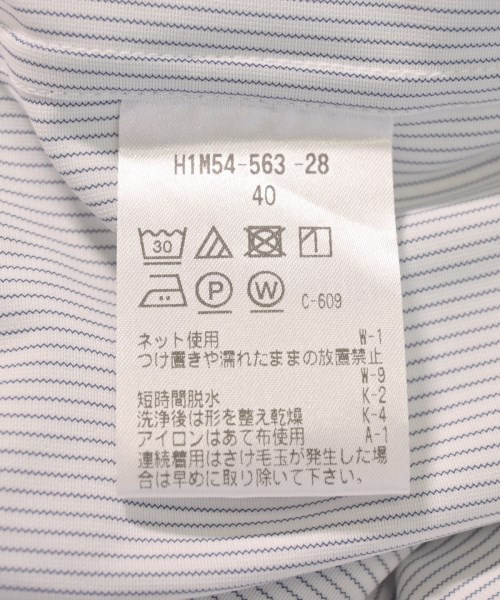 H1M54-563 -28
40
30
P W C-609
ネット使用 W-1
つけ置きや濡れたままの放置禁止
W-9
短時間脱水 K-2
洗浄後は形を整え乾燥 K-4
アイロンはあて布使用 A-1
連続着用はさけ毛玉が発生した場
合は早めに取り除いて下さい。